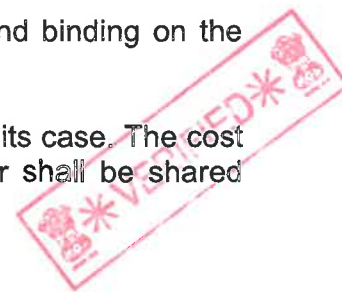 nd binding on the
its case. The cost
r shall be shared
VERIFIED